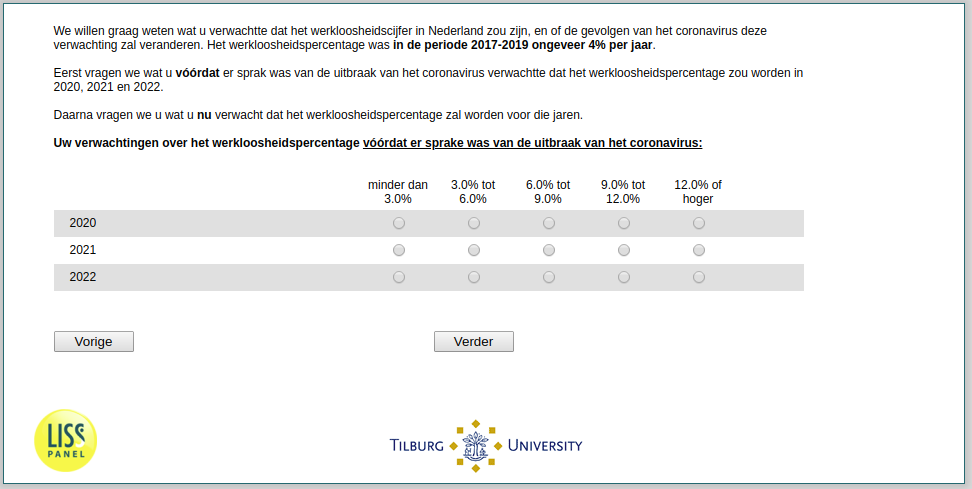 We willen graag weten wat u verwachtte dat het werkloosheidscijfer in Nederland zou zijn, en of de gevolgen van het coronavirus deze
verwachting zal veranderen. Het werkloosheidspercentage was in de periode 2017-2019 ongeveer 4% per jaar.
Eerst vragen we wat u vóórdat er sprak was van de uitbraak van het coronavirus verwachtte dat het werkloosheidspercentage zou worden in
2020, 2021 en 2022.
Daarna vragen we u wat u nu verwacht dat het werkloosheidspercentage zal worden voor die jaren.
Uw verwachtingen over het werkloosheidspercentage vóórdat er sprake was van de uitbraak van het coronavirus:
minder dan 3.0% tot 6.0% tot 9.0% tot 12.0% of
3.0% 6.0% 9.0% 12.0% hoger
2020
2021
2022
Vorige Verder
LISS
PANEL
TILBURG UNIVERSITY